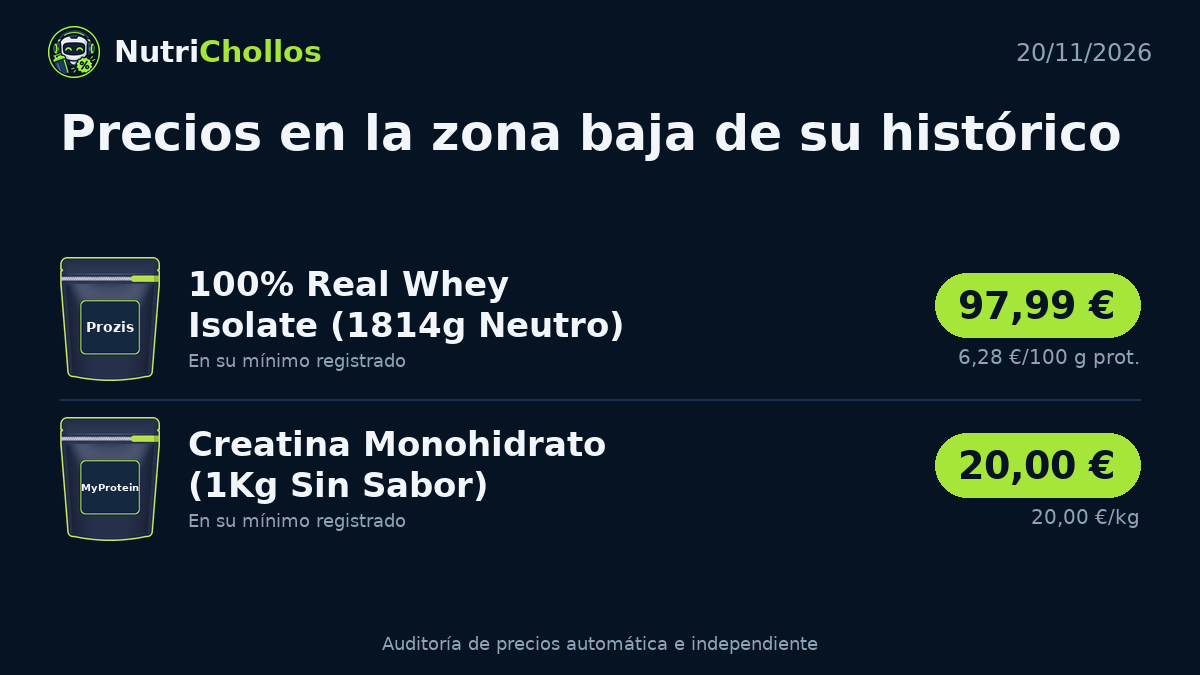 NutriChollos
20/11/2026
Precios en la zona baja de su histórico
Prozis
100% Real Whey
Isolate (1814g Neutro)
En su mínimo registrado
97,99 €
6,28 €/100 g prot.
MyProtein
Creatina Monohidrato
(1Kg Sin Sabor)
En su mínimo registrado
20,00 €
20,00 €/kg
Auditoría de precios automática e independiente